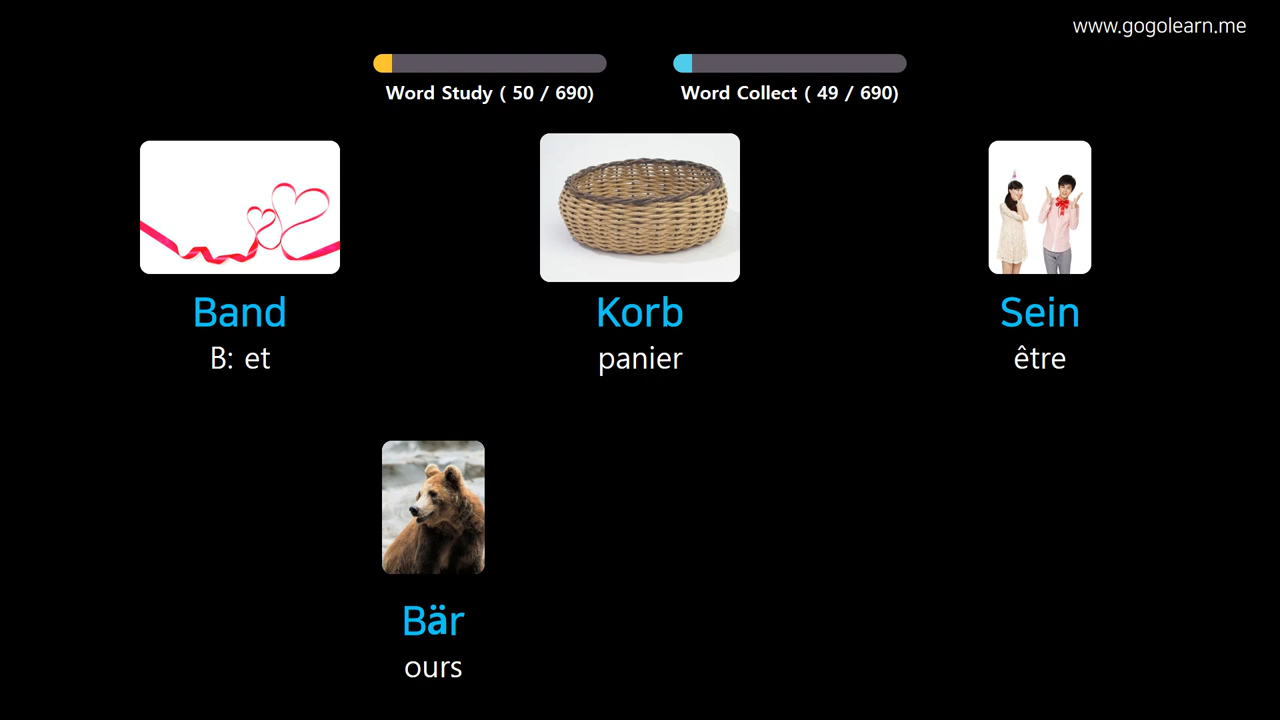 www.gogolearn.me
Word Study ( 50 / 690)
Word Collect ( 49 / 690)
Band
B: et
Korb
panier
Sein
être
Bär
ours